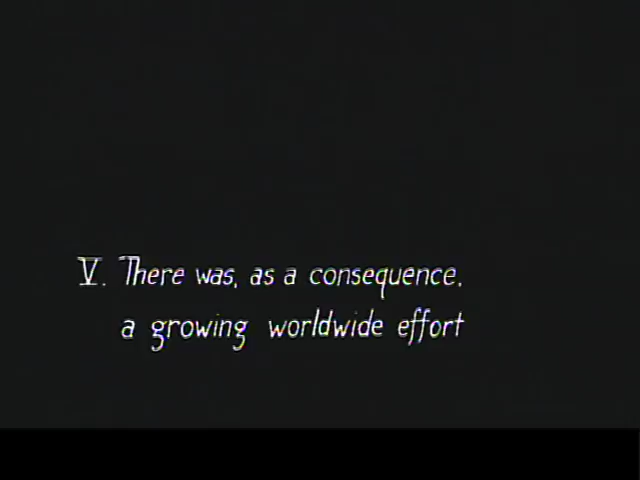 V. There was, as a consequence,
a growing worldwide effort